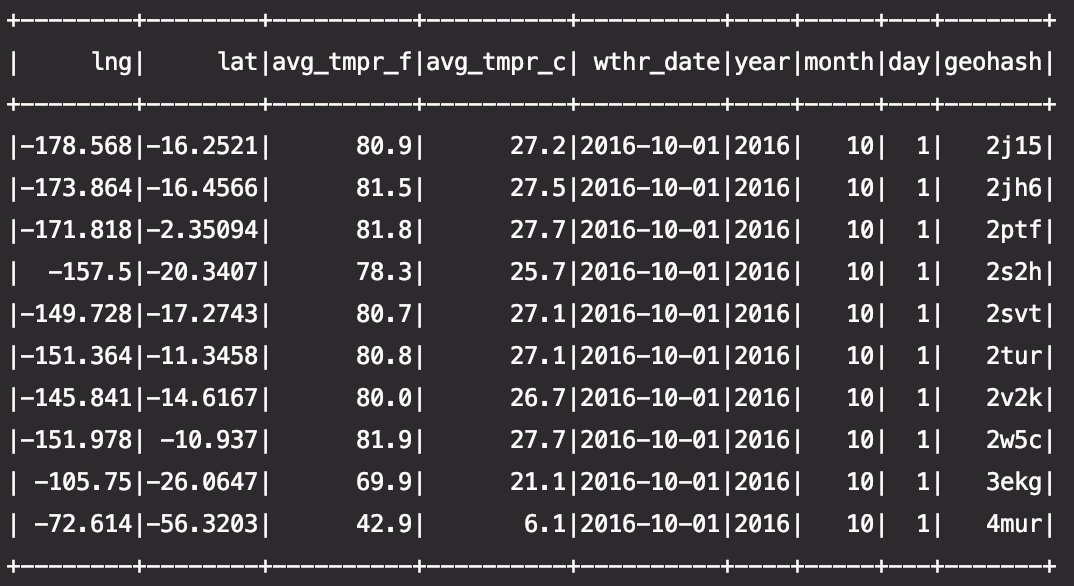 +--------+--------+----------+----------+----------+----+-----+---+-------+
|     lng|     lat|avg_tmpr_f|avg_tmpr_c| wthr_date|year|month|day|geohash|
+--------+--------+----------+----------+----------+----+-----+---+-------+
|-178.568|-16.2521|      80.9|      27.2|2016-10-01|2016|   10|  1|   2j15|
|-173.864|-16.4566|      81.5|      27.5|2016-10-01|2016|   10|  1|   2jh6|
|-171.818|-2.35094|      81.8|      27.7|2016-10-01|2016|   10|  1|   2ptf|
|  -157.5|-20.3407|      78.3|      25.7|2016-10-01|2016|   10|  1|   2s2h|
|-149.728|-17.2743|      80.7|      27.1|2016-10-01|2016|   10|  1|   2svt|
|-151.364|-11.3458|      80.8|      27.1|2016-10-01|2016|   10|  1|   2tur|
|-145.841|-14.6167|      80.0|      26.7|2016-10-01|2016|   10|  1|   2v2k|
|-151.978| -10.937|      81.9|      27.7|2016-10-01|2016|   10|  1|   2w5c|
| -105.75|-26.0647|      69.9|      21.1|2016-10-01|2016|   10|  1|   3ekg|
| -72.614|-56.3203|      42.9|       6.1|2016-10-01|2016|   10|  1|   4mur|
+--------+--------+----------+----------+----------+----+-----+---+-------+